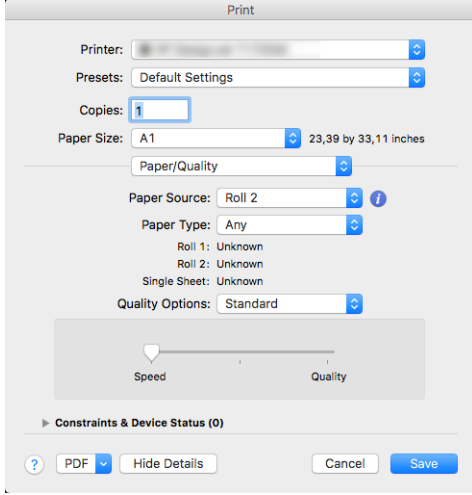 Print
Printer:
Presets: Default Settings
Copies: 1
Paper Size: A1 23,39 by 33,11 inches
Paper/Quality
Paper Source: Roll 2
Paper Type: Any
Roll 1: Unknown
Roll 2: Unknown
Single Sheet: Unknown
Quality Options: Standard
Speed Quality
Constraints & Device Status (0)
? PDF Hide Details Cancel Save